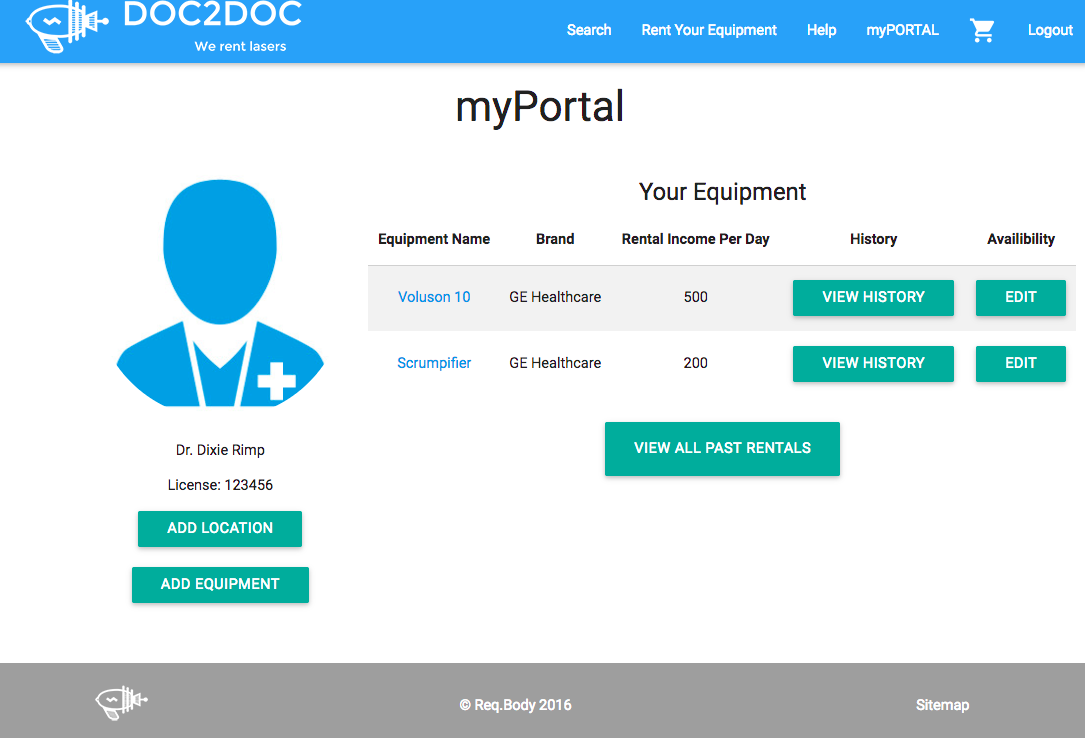 DOC2DOC
We rent lasers
Search Rent Your Equipment Help myPORTAL Logout
myPortal
Your Equipment
Equipment Name Brand Rental Income Per Day History Availibility
Voluson 10 GE Healthcare 500 VIEW HISTORY EDIT
Scrumpifier GE Healthcare 200 VIEW HISTORY EDIT
VIEW ALL PAST RENTALS
Dr. Dixie Rimp
License: 123456
ADD LOCATION
ADD EQUIPMENT
© Req.Body 2016 Sitemap